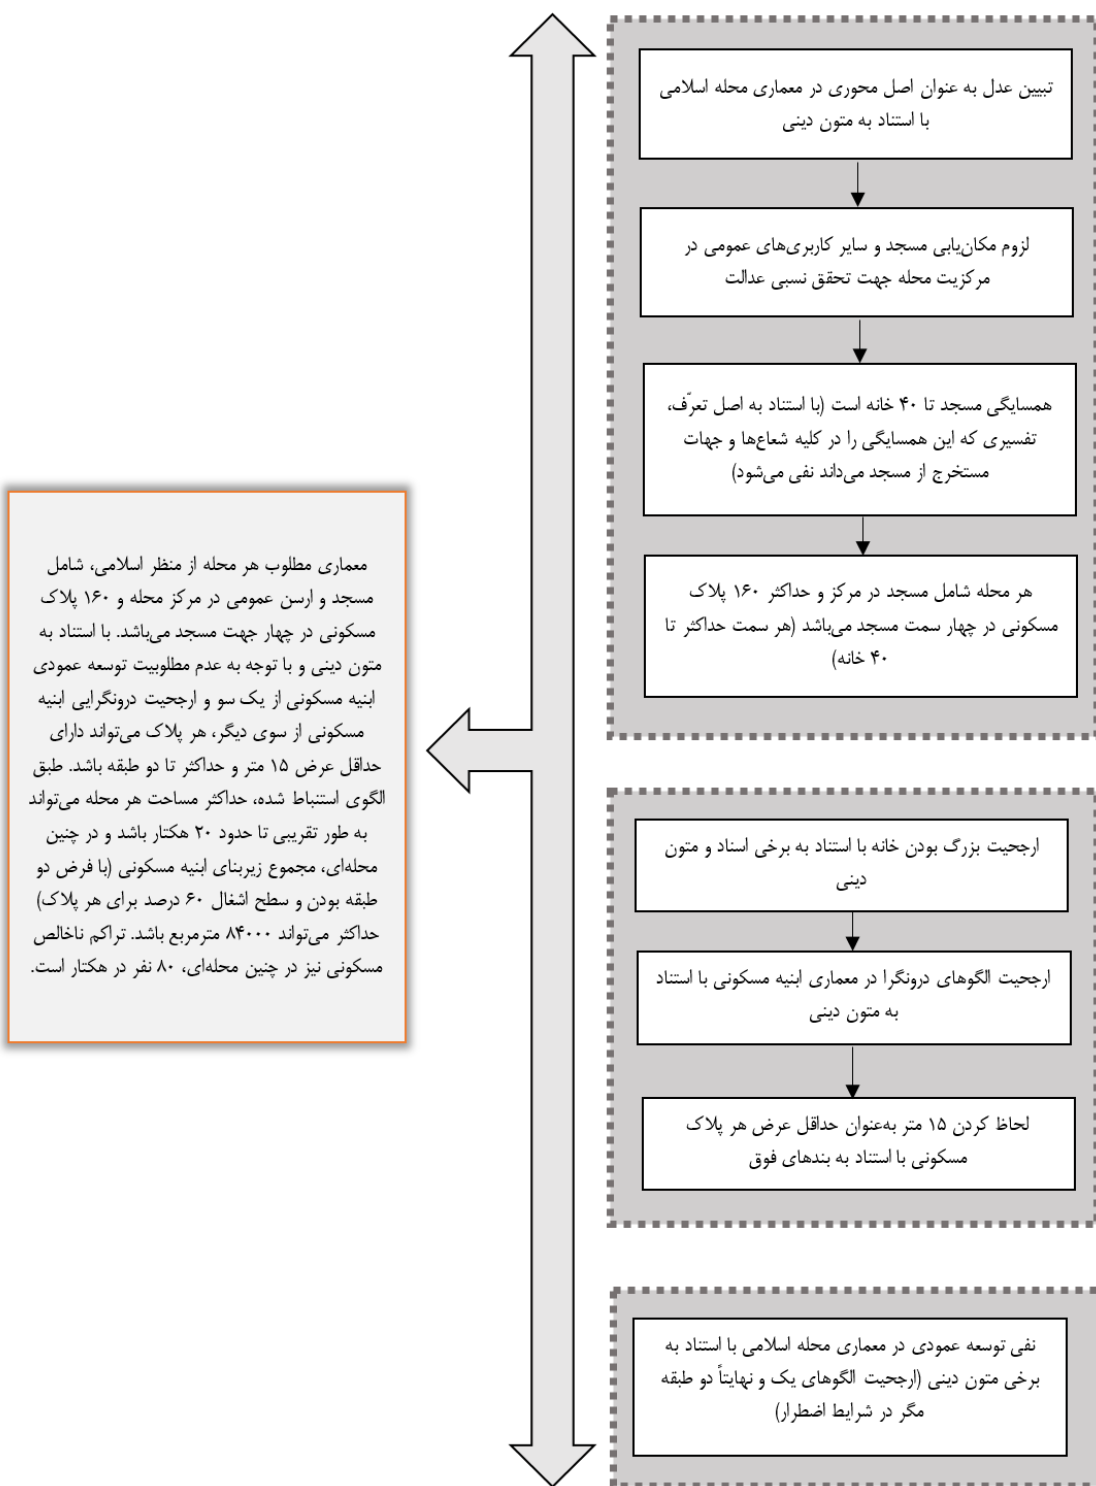 تبیین عدل به عنوان اصل محوری در معماری محله اسلامی
با استناد به متون دینی
لزوم مکان‌یابی مسجد و سایر کاربری‌های عمومی در
مرکزیت محله جهت تحقق نسبی عدالت
همسایگی مسجد تا ۴۰ خانه است (با استناد به اصل تعرّف،
تفسیری که این همسایگی را در کلیه شعاع‌ها و جهات
مستخرج از مسجد می‌داند نفی می‌شود)
هر محله شامل مسجد در مرکز و حداکثر ۱۶۰ پلاک
مسکونی در چهار سمت مسجد می‌باشد (هر سمت حداکثر تا
۴۰ خانه)
ارجحیت بزرگ بودن خانه با استناد به برخی اسناد و متون
دینی
ارجحیت الگوهای درونگرا در معماری ابنیه مسکونی با استناد
به متون دینی
لحاظ کردن ۱۵ متر به‌عنوان حداقل عرض هر پلاک
مسکونی با استناد به بندهای فوق
نفی توسعه عمودی در معماری محله اسلامی با استناد به
برخی متون دینی (ارجحیت الگوهای یک و نهایتاً دو طبقه
مگر در شرایط اضطرار)
معماری مطلوب هر محله از منظر اسلامی، شامل
مسجد و ارسن عمومی در مرکز محله و ۱۶۰ پلاک
مسکونی در چهار جهت مسجد می‌باشد. با استناد به
متون دینی و با توجه به عدم مطلوبیت توسعه عمودی
ابنیه مسکونی از یک سو و ارجحیت درونگرایی ابنیه
مسکونی از سوی دیگر، هر پلاک می‌تواند دارای
حداقل عرض ۱۵ متر و حداکثر تا دو طبقه باشد. طبق
الگوی استنباط شده، حداکثر مساحت هر محله می‌تواند
به طور تقریبی تا حدود ۲۰ هکتار باشد و در چنین
محله‌ای، مجموع زیربنای ابنیه مسکونی (با فرض دو
طبقه بودن و سطح اشغال ۶۰ درصد برای هر پلاک)
حداکثر می‌تواند ۸۴۰۰۰ مترمربع باشد. تراکم ناخالص
مسکونی نیز در چنین محله‌ای، ۸۰ نفر در هکتار است.